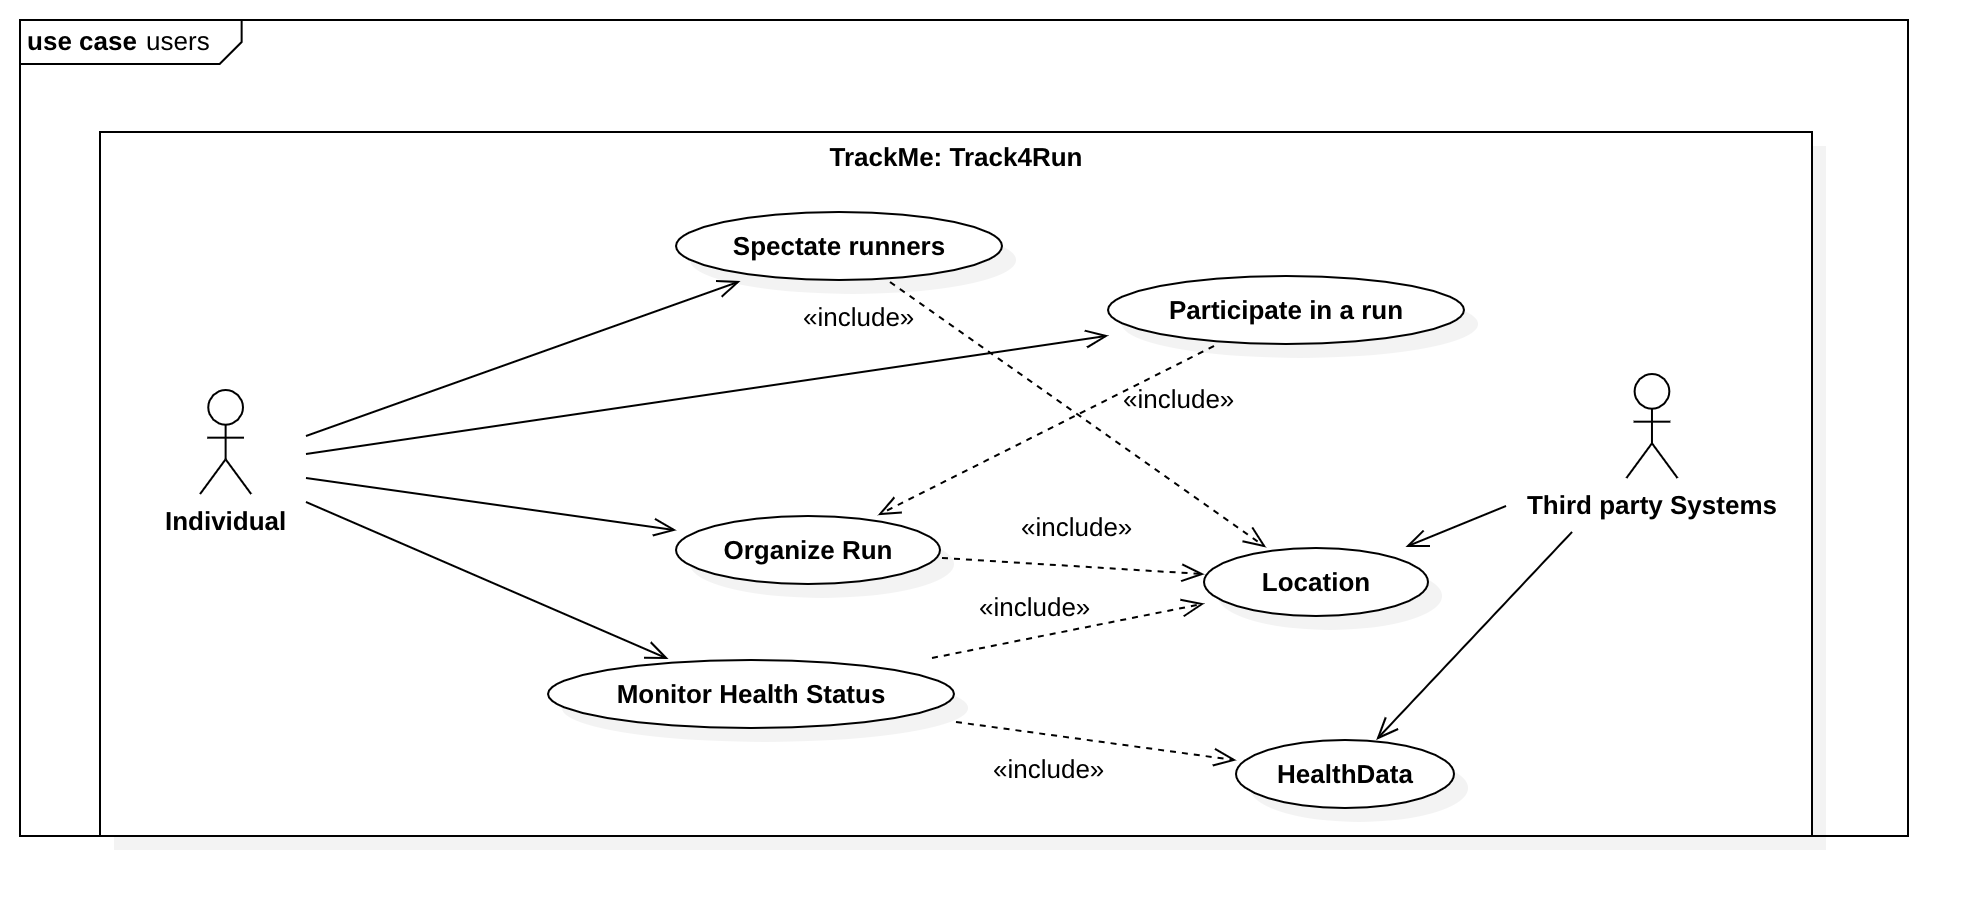 use case users
TrackMe: Track4Run
Spectate runners
Participate in a run
«include»
«include»
Individual
Third party Systems
«include»
Organize Run
Location
«include»
Monitor Health Status
«include»
HealthData